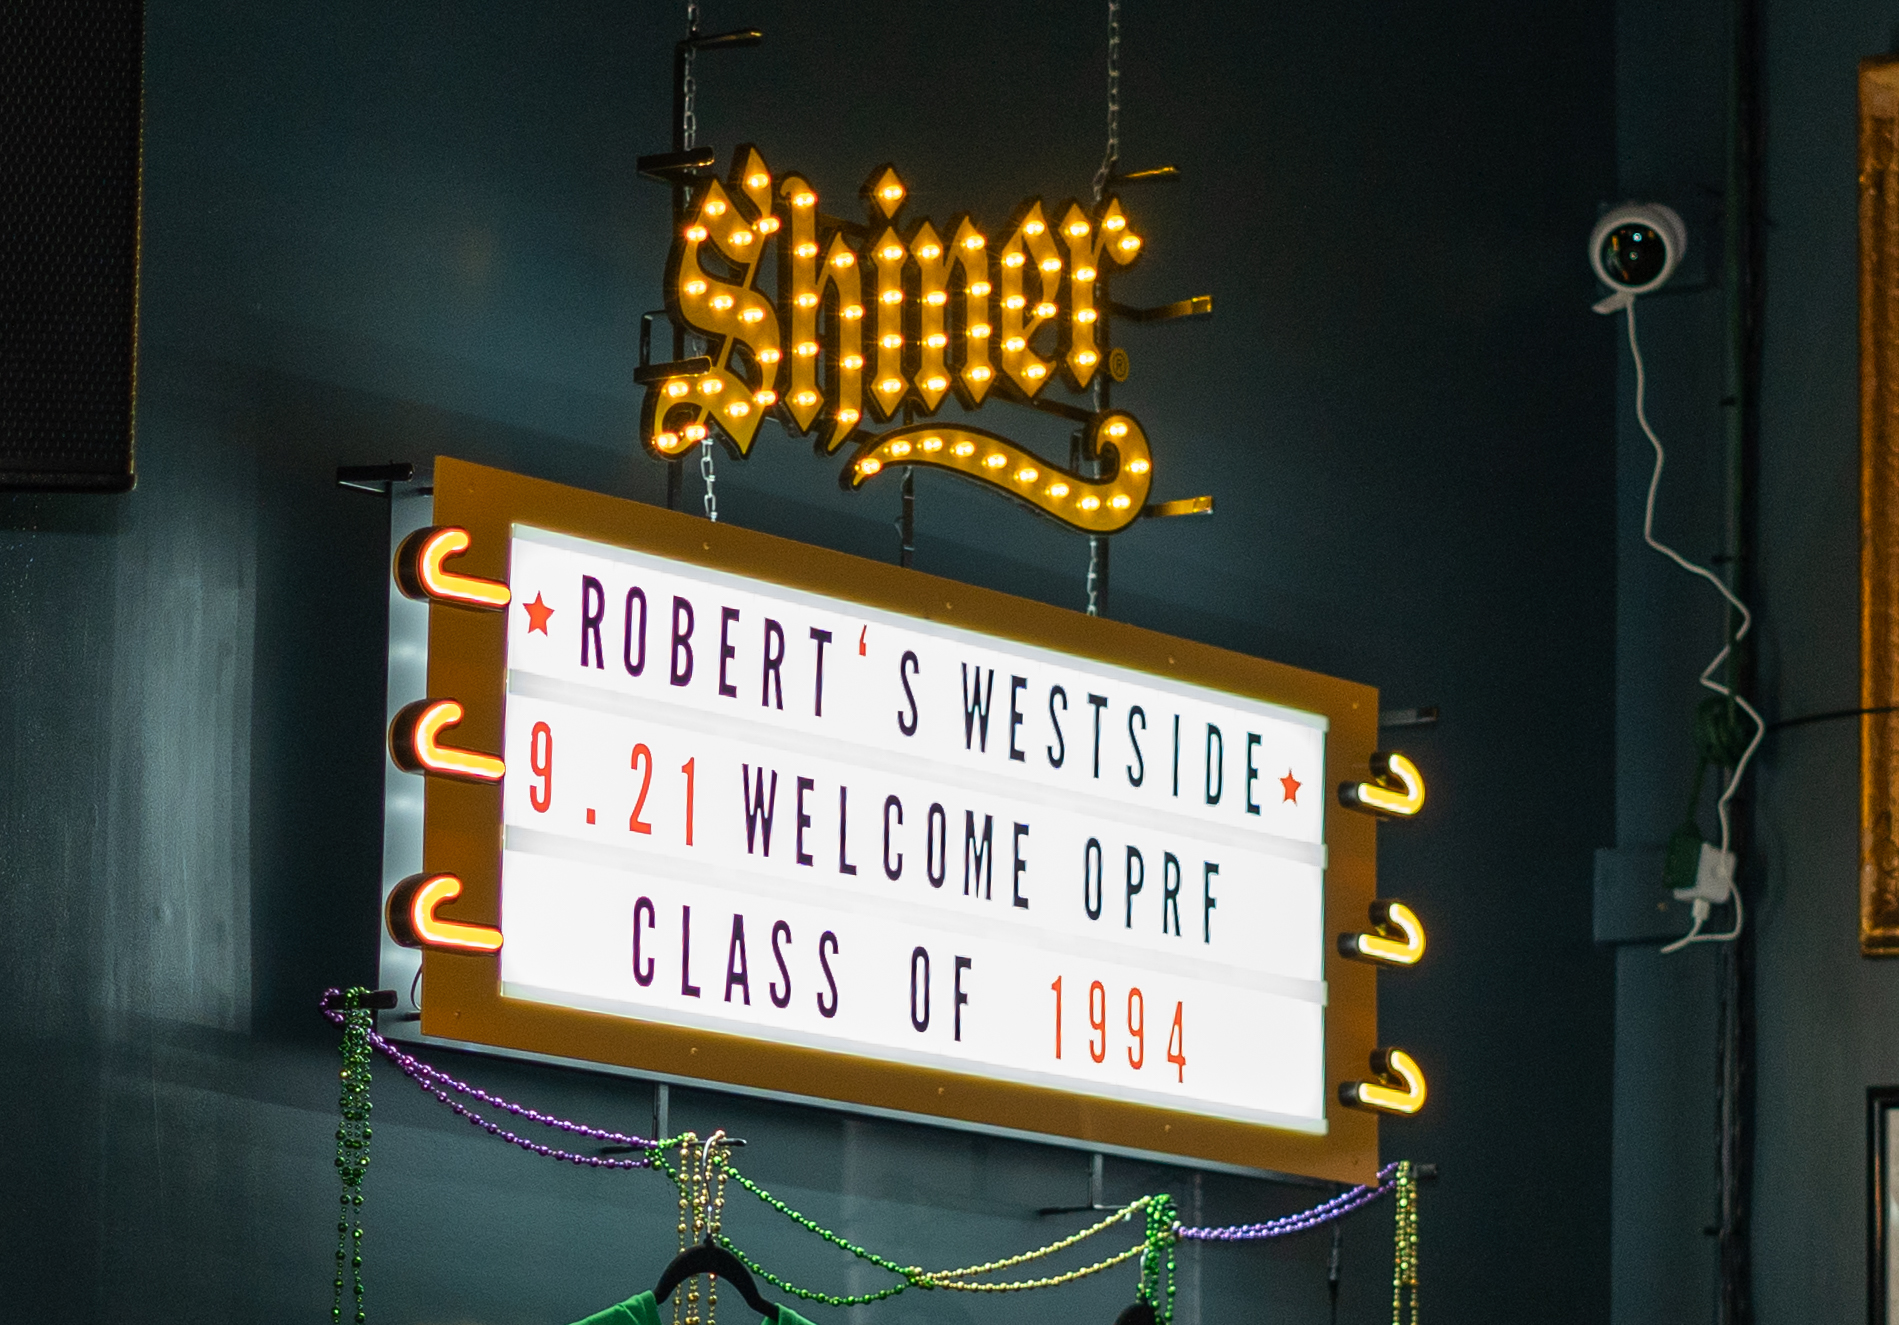 Shiner ®
★ ROBERT‘S WESTSIDE ★
9.21 WELCOME OPRF
CLASS OF 1994